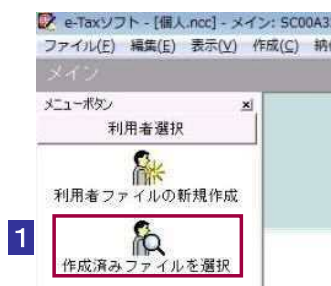 e-Taxソフト - [個人.ncc] - メイン: SC00A3
ファイル(F) 編集(E) 表示(V) 作成(C) 納
メイン
メニューボタン x
利用者選択
利用者ファイルの新規作成
1
作成済みファイルを選択